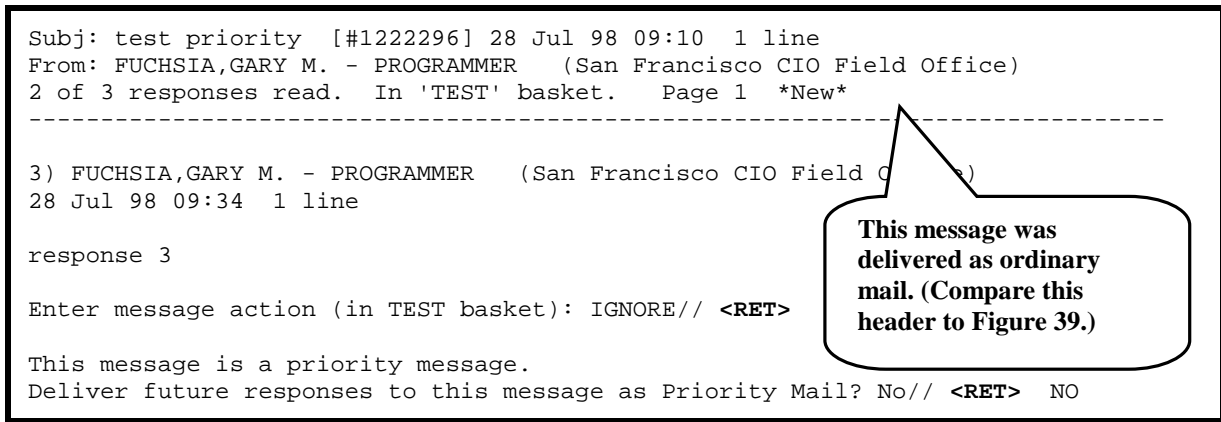 Subj: test priority  [#1222296] 28 Jul 98 09:10  1 line
From: FUCHSIA,GARY M. - PROGRAMMER   (San Francisco CIO Field Office)
2 of 3 responses read.  In 'TEST' basket.   Page 1  *New*
-------------------------------------------------------------------------------
3) FUCHSIA,GARY M. - PROGRAMMER   (San Francisco CIO Field
28 Jul 98 09:34  1 line
response 3
Enter message action (in TEST basket): IGNORE// <RET>
This message is a priority message.
Deliver future responses to this message as Priority Mail? No// <RET>  NO
This message was
delivered as ordinary
mail. (Compare this
header to Figure 39.)